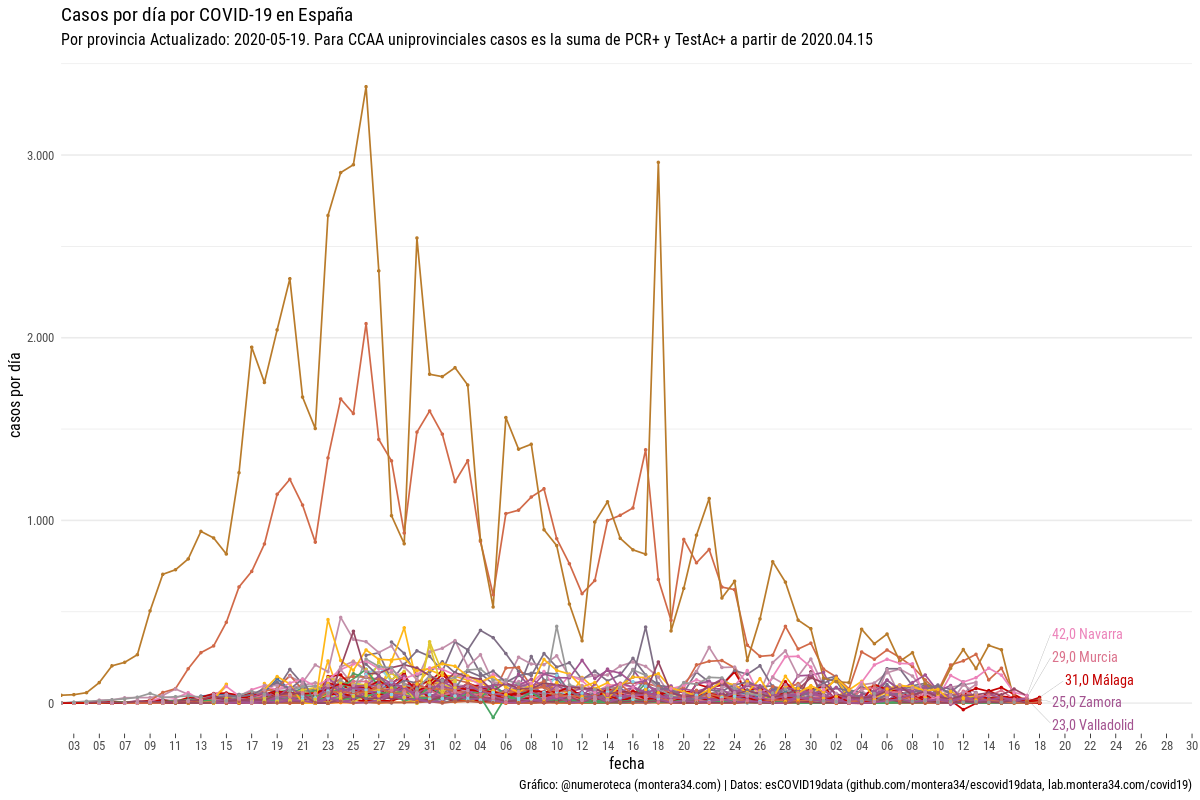 Casos por día por COVID-19 en España
Por provincia Actualizado: 2020-05-19. Para CCAA uniprovinciales casos es la suma de PCR+ y TestAc+ a partir de 2020.04.15
casos por día
3.000
2.000
1.000
0
42,0 Navarra
29,0 Murcia
31,0 Málaga
25,0 Zamora
23,0 Valladolid
03 05 07 09 11 13 15 17 19 21 23 25 27 29 31 02 04 06 08 10 12 14 16 18 20 22 24 26 28 30 02 04 06 08 10 12 14 16 18 20 22 24 26 28 30
fecha
Gráfico: @numeroteca (montera34.com) | Datos: esCOVID19data (github.com/montera34/escovid19data, lab.montera34.com/covid19)